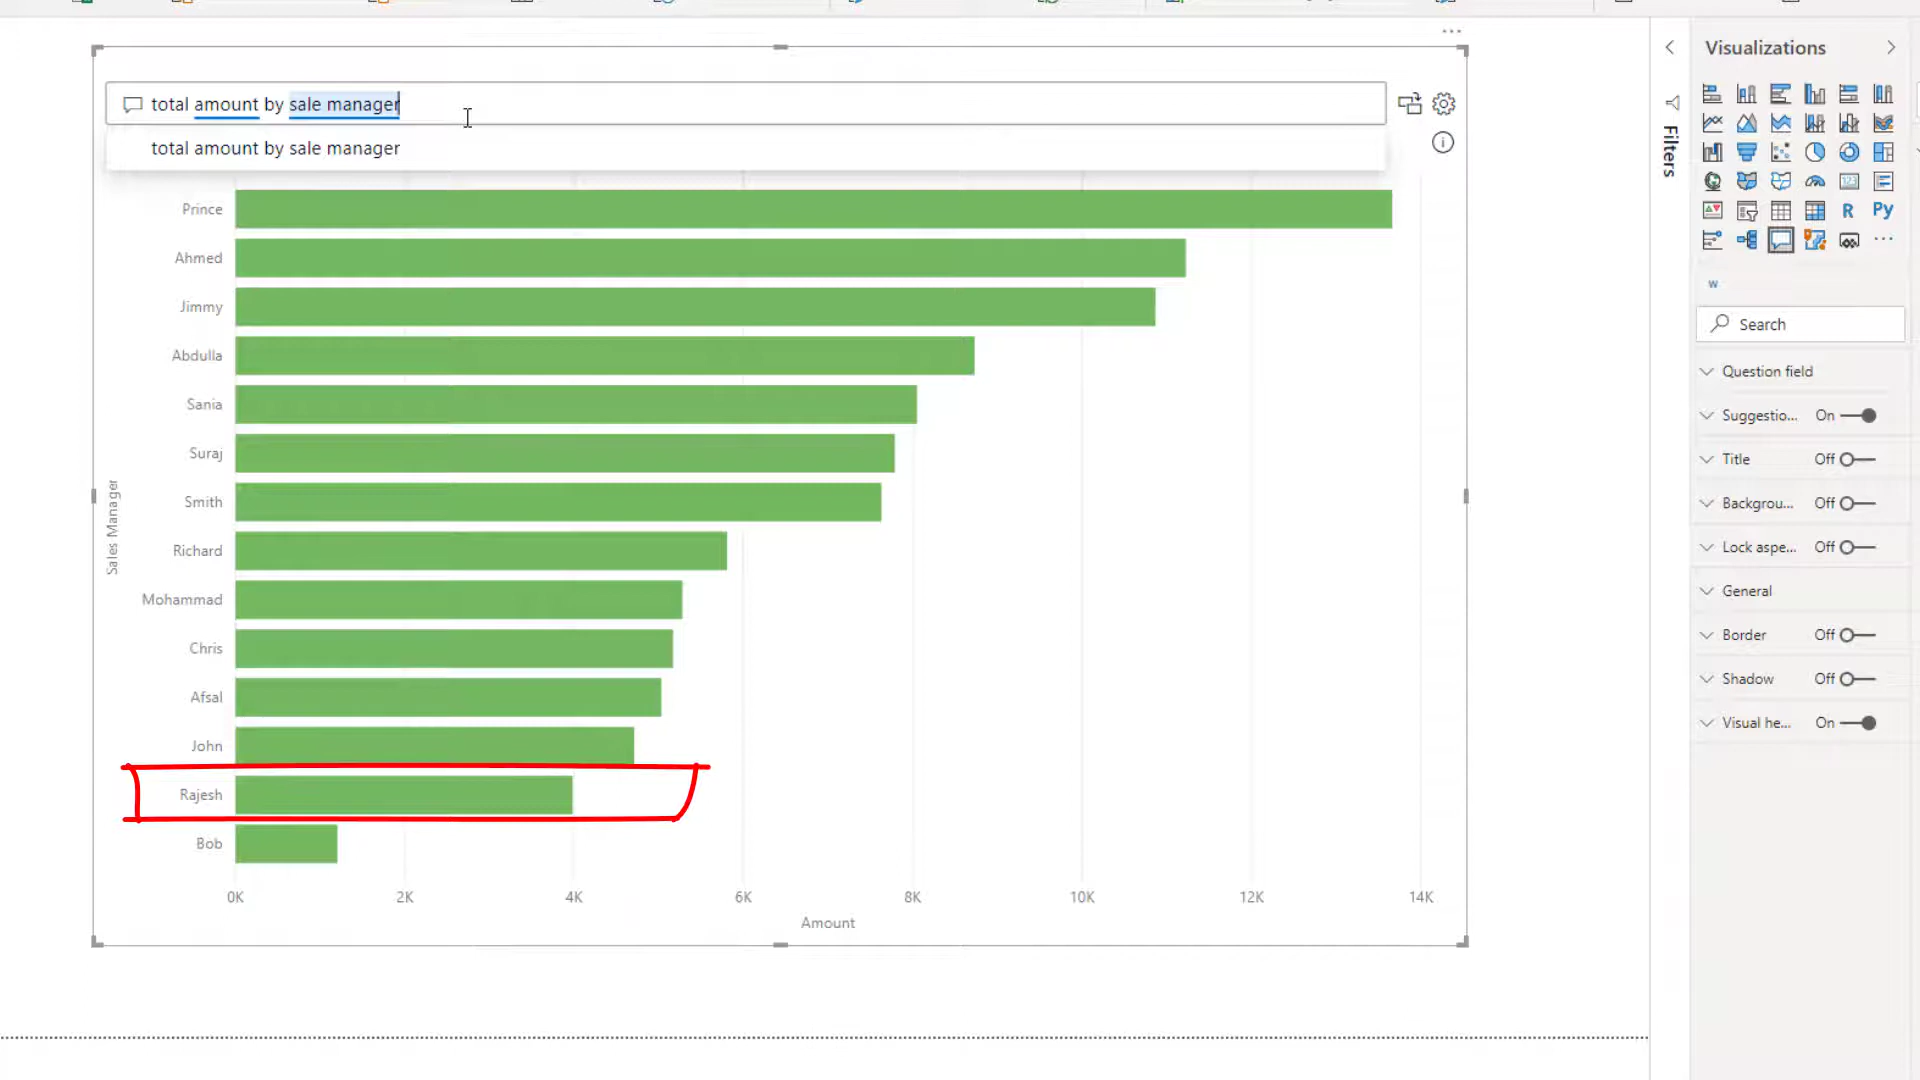 total amount by sale manager
total amount by sale manager
Prince
Ahmed
Jimmy
Abdulla
Sania
Suraj
Smith
Richard
Mohammad
Chris
Afsal
John
Rajesh
Bob
Sales Manager
0K 2K 4K 6K 8K 10K 12K 14K
Amount
Filters
Visualizations
123
R Py
w
Search
Question field
Suggestio... On
Title Off
Backgrou... Off
Lock aspe... Off
General
Border Off
Shadow Off
Visual he... On